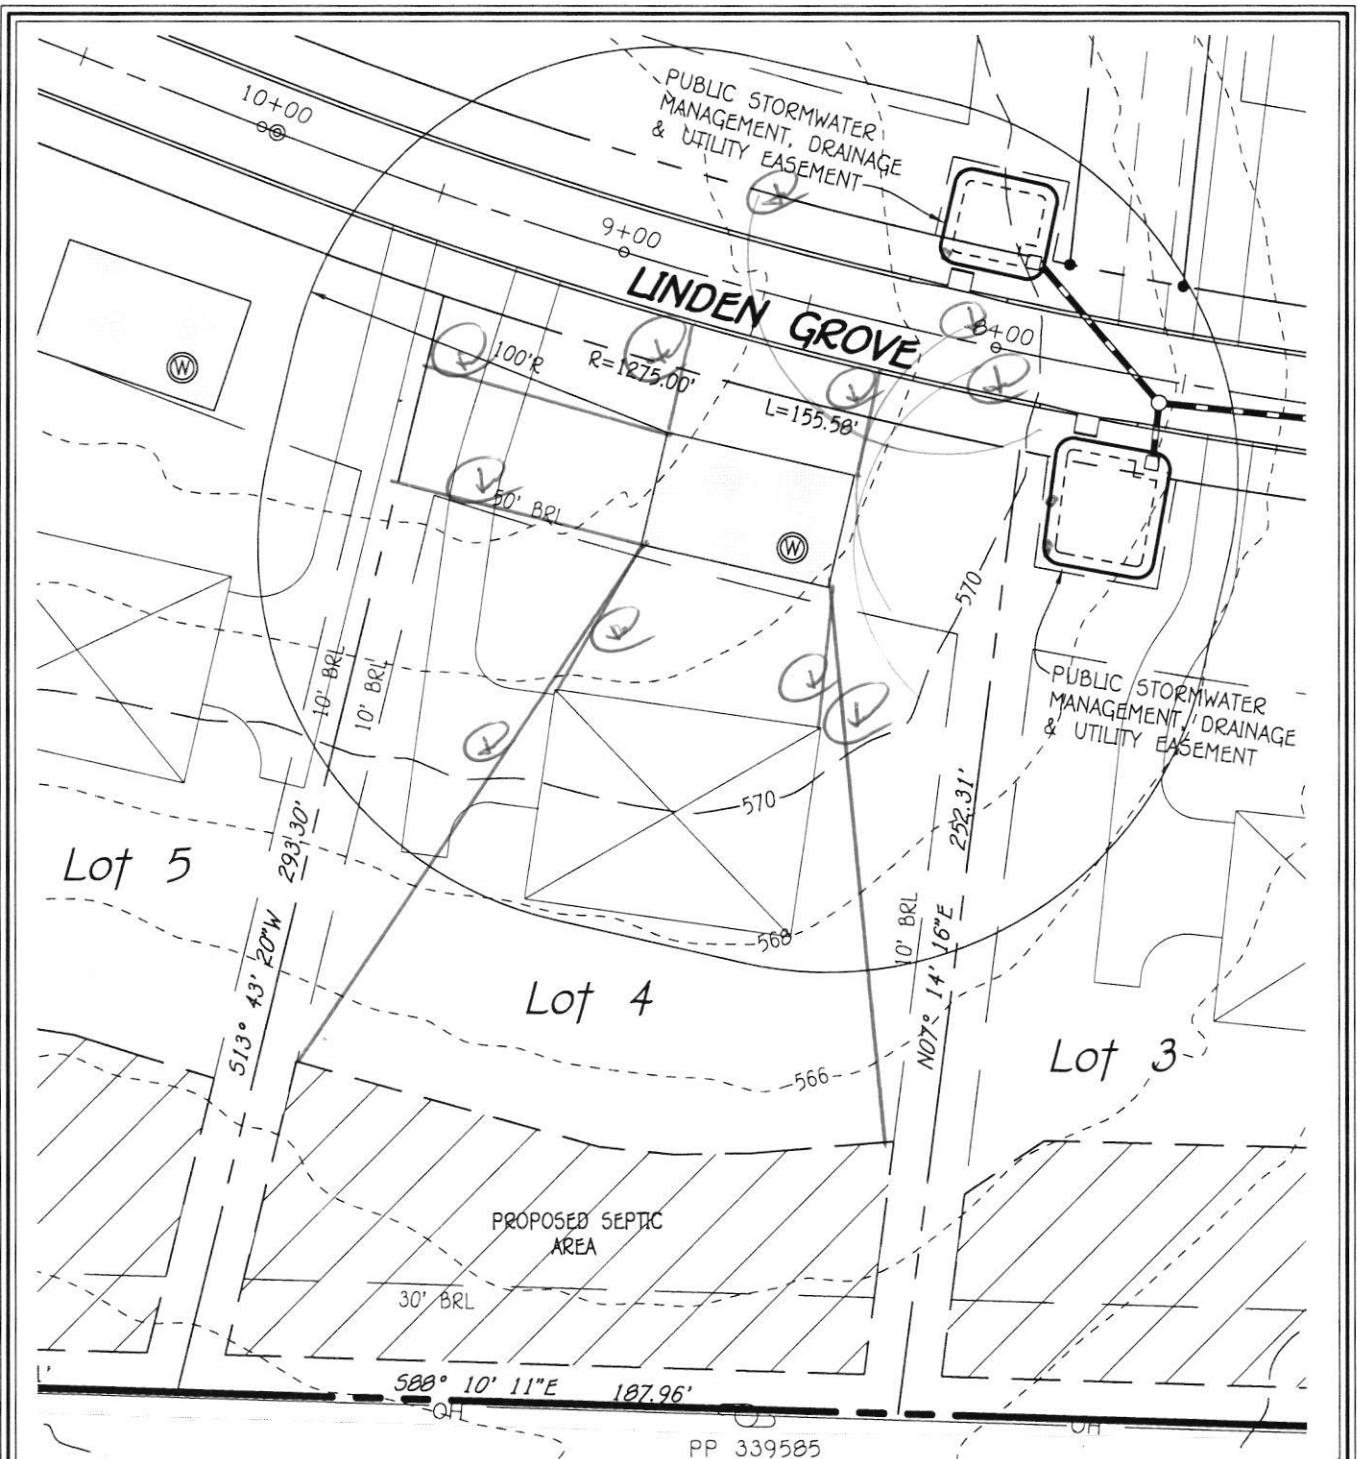 10+00
PUBLIC STORMWATER
MANAGEMENT, DRAINAGE
& UTILITY EASEMENT
9+00
LINDEN GROVE
8+00
W
100'R
R=1275.00'
L=155.58'
50' BRL
W
570
10' BRL
10' BRL
PUBLIC STORMWATER
MANAGEMENT, DRAINAGE
& UTILITY EASEMENT
570
252.31'
293.30'
Lot 5
568
10' BRL
S13° 43' 20"W
N07° 14' 16"E
Lot 4
Lot 3
566
PROPOSED SEPTIC
AREA
30' BRL
S88° 10' 11"E 187.96'
OH
OH
PP 339585